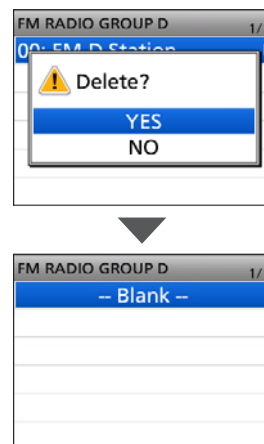 FM RADIO GROUP D 1/
00: FM-D Station
Delete?
YES
NO
FM RADIO GROUP D 1/
-- Blank --